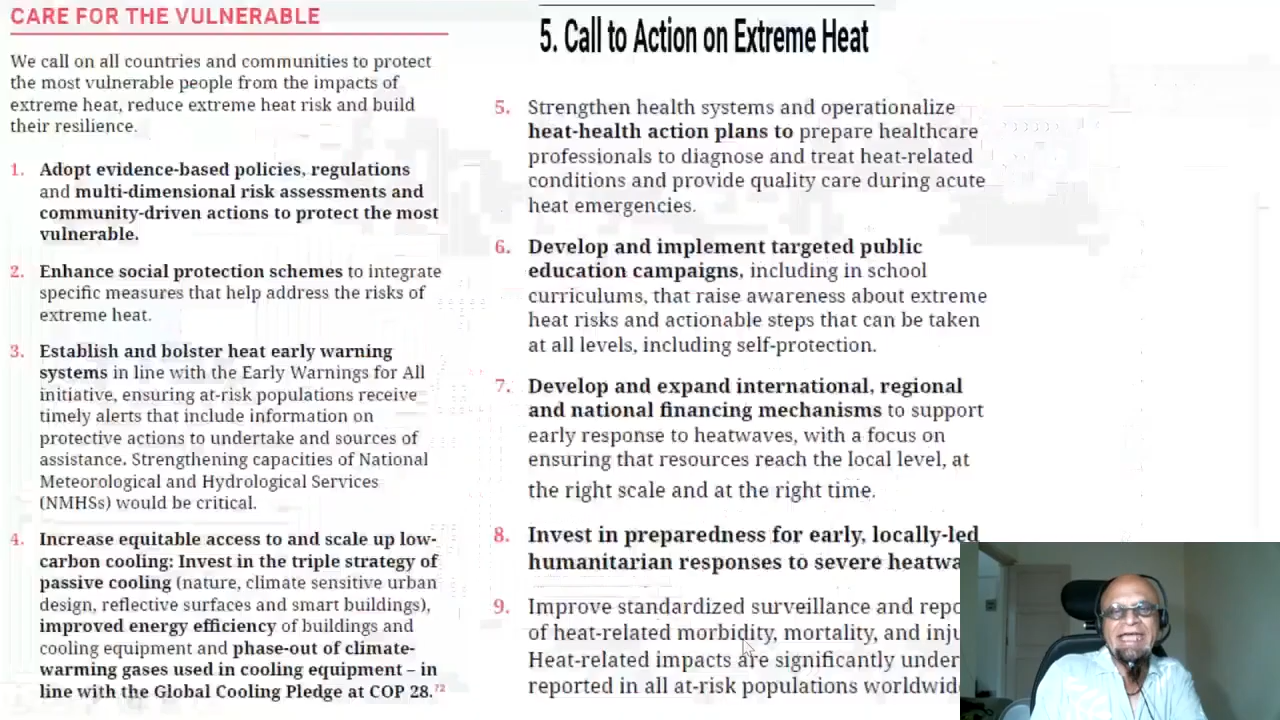 CARE FOR THE VULNERABLE
We call on all countries and communities to protect
the most vulnerable people from the impacts of
extreme heat, reduce extreme heat risk and build
their resilience.
1. Adopt evidence-based policies, regulations
and multi-dimensional risk assessments and
community-driven actions to protect the most
vulnerable.
2. Enhance social protection schemes to integrate
specific measures that help address the risks of
extreme heat.
3. Establish and bolster heat early warning
systems in line with the Early Warnings for All
initiative, ensuring at-risk populations receive
timely alerts that include information on
protective actions to undertake and sources of
assistance. Strengthening capacities of National
Meteorological and Hydrological Services
(NMHSs) would be critical.
4. Increase equitable access to and scale up low-
carbon cooling: Invest in the triple strategy of
passive cooling (nature, climate sensitive urban
design, reflective surfaces and smart buildings),
improved energy efficiency of buildings and
cooling equipment and phase-out of climate-
warming gases used in cooling equipment – in
line with the Global Cooling Pledge at COP 28.72
5. Call to Action on Extreme Heat
5. Strengthen health systems and operationalize
heat-health action plans to prepare healthcare
professionals to diagnose and treat heat-related
conditions and provide quality care during acute
heat emergencies.
6. Develop and implement targeted public
education campaigns, including in school
curriculums, that raise awareness about extreme
heat risks and actionable steps that can be taken
at all levels, including self-protection.
7. Develop and expand international, regional
and national financing mechanisms to support
early response to heatwaves, with a focus on
ensuring that resources reach the local level, at
the right scale and at the right time.
8. Invest in preparedness for early, locally-led
humanitarian responses to severe
9. Improve standardized surveillance and
of heat-related morbidity, mortality, and
Heat-related impacts are significantly under
reported in all at-risk populations